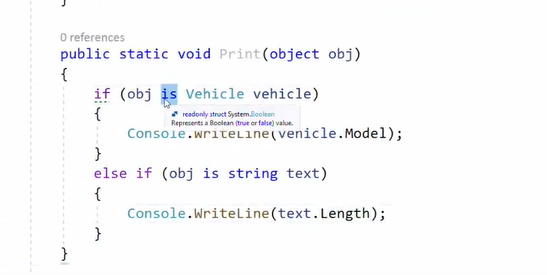 }
0 references
public static void Print(object obj)
{
if (obj is Vehicle vehicle)
{
readonly struct System.Boolean
Represents a Boolean (true or false) value.
Console.WriteLine(vehicle.Model);
}
else if (obj is string text)
{
Console.WriteLine(text.Length);
}
}